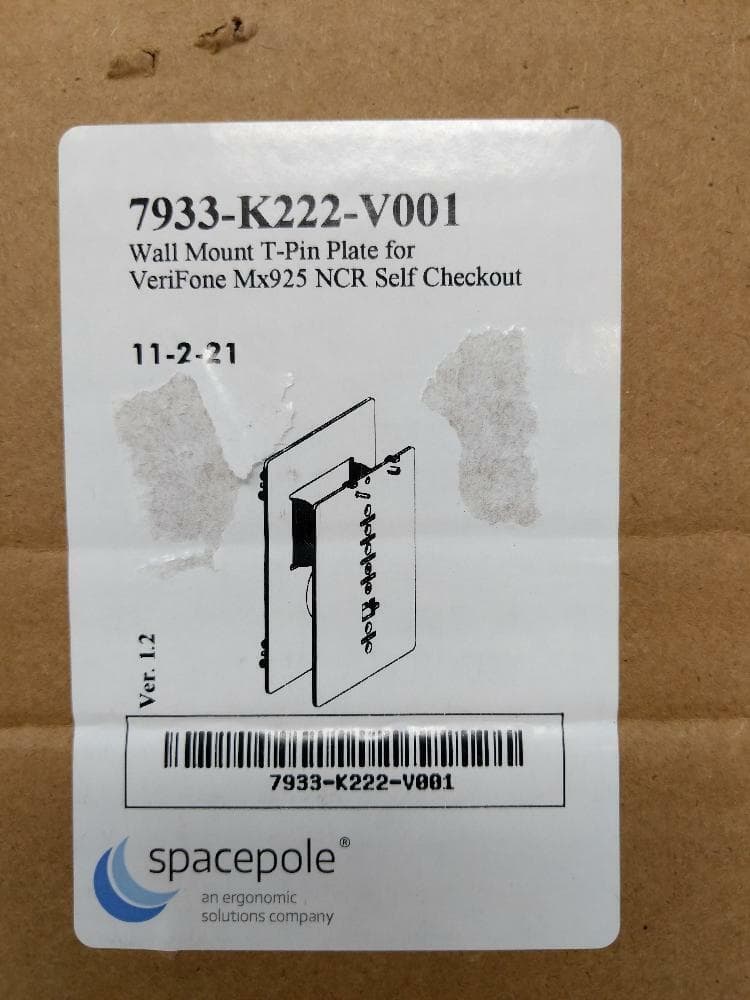 7933-K222-V001
Wall Mount T-Pin Plate for
VeriFone Mx925 NCR Self Checkout
11-2-21
Ver. 1.2
7933-K222-V001
spacepole®
an ergonomic
solutions company